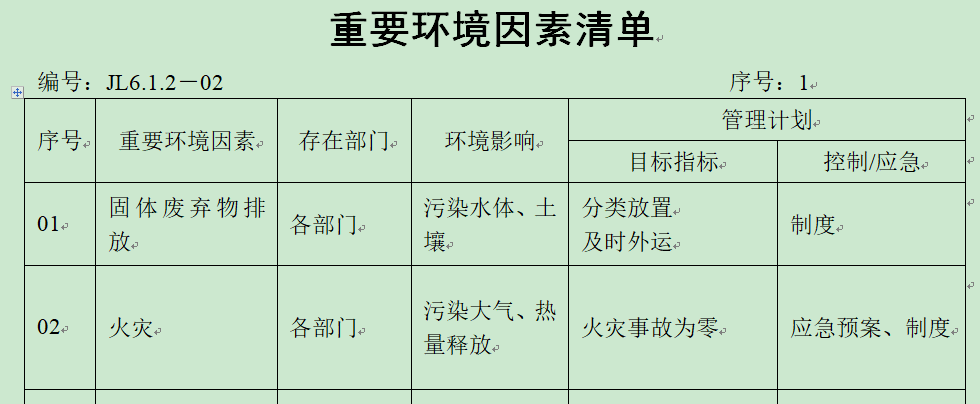 重要环境因素清单
编号：JL6.1.2－02 序号：1
序号 重要环境因素 存在部门 环境影响 管理计划
目标指标 控制/应急
01 固体废弃物排放 各部门 污染水体、土壤 分类放置 及时外运 制度
02 火灾 各部门 污染大气、热量释放 火灾事故为零 应急预案、制度